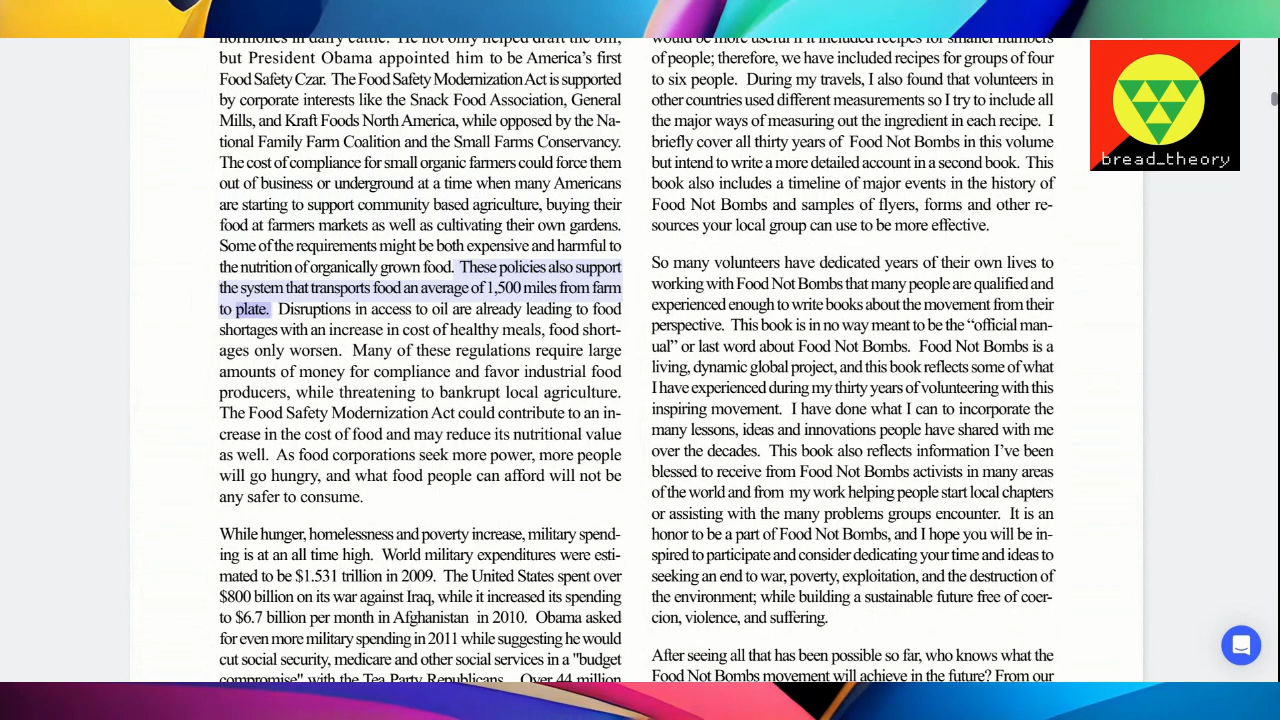 hormones in dairy cattle. He not only helped draft the bill,
but President Obama appointed him to be America's first
Food Safety Czar. The Food Safety Modernization Act is supported
by corporate interests like the Snack Food Association, General
Mills, and Kraft Foods North America, while opposed by the Na-
tional Family Farm Coalition and the Small Farms Conservancy.
The cost of compliance for small organic farmers could force them
out of business or underground at a time when many Americans
are starting to support community based agriculture, buying their
food at farmers markets as well as cultivating their own gardens.
Some of the requirements might be both expensive and harmful to
the nutrition of organically grown food. These policies also support
the system that transports food an average of 1,500 miles from farm
to plate. Disruptions in access to oil are already leading to food
shortages with an increase in cost of healthy meals, food short-
ages only worsen. Many of these regulations require large
amounts of money for compliance and favor industrial food
producers, while threatening to bankrupt local agriculture.
The Food Safety Modernization Act could contribute to an in-
crease in the cost of food and may reduce its nutritional value
as well. As food corporations seek more power, more people
will go hungry, and what food people can afford will not be
any safer to consume.
While hunger, homelessness and poverty increase, military spend-
ing is at an all time high. World military expenditures were esti-
mated to be $1.531 trillion in 2009. The United States spent over
$800 billion on its war against Iraq, while it increased its spending
to $6.7 billion per month in Afghanistan in 2010. Obama asked
for even more military spending in 2011 while suggesting he would
cut social security, medicare and other social services in a "budget
compromise" with the Tea Party Republicans. Over 44 million
would be more useful if it included recipes for smaller numbers
of people; therefore, we have included recipes for groups of four
to six people. During my travels, I also found that volunteers in
other countries used different measurements so I try to include all
the major ways of measuring out the ingredient in each recipe. I
briefly cover all thirty years of Food Not Bombs in this volume
but intend to write a more detailed account in a second book. This
book also includes a timeline of major events in the history of
Food Not Bombs and samples of flyers, forms and other re-
sources your local group can use to be more effective.
So many volunteers have dedicated years of their own lives to
working with Food Not Bombs that many people are qualified and
experienced enough to write books about the movement from their
perspective. This book is in no way meant to be the “official man-
ual” or last word about Food Not Bombs. Food Not Bombs is a
living, dynamic global project, and this book reflects some of what
I have experienced during my thirty years of volunteering with this
inspiring movement. I have done what I can to incorporate the
many lessons, ideas and innovations people have shared with me
over the decades. This book also reflects information I've been
blessed to receive from Food Not Bombs activists in many areas
of the world and from my work helping people start local chapters
or assisting with the many problems groups encounter. It is an
honor to be a part of Food Not Bombs, and I hope you will be in-
spired to participate and consider dedicating your time and ideas to
seeking an end to war, poverty, exploitation, and the destruction of
the environment; while building a sustainable future free of coer-
cion, violence, and suffering.
After seeing all that has been possible so far, who knows what the
Food Not Bombs movement will achieve in the future? From our
bread_theory